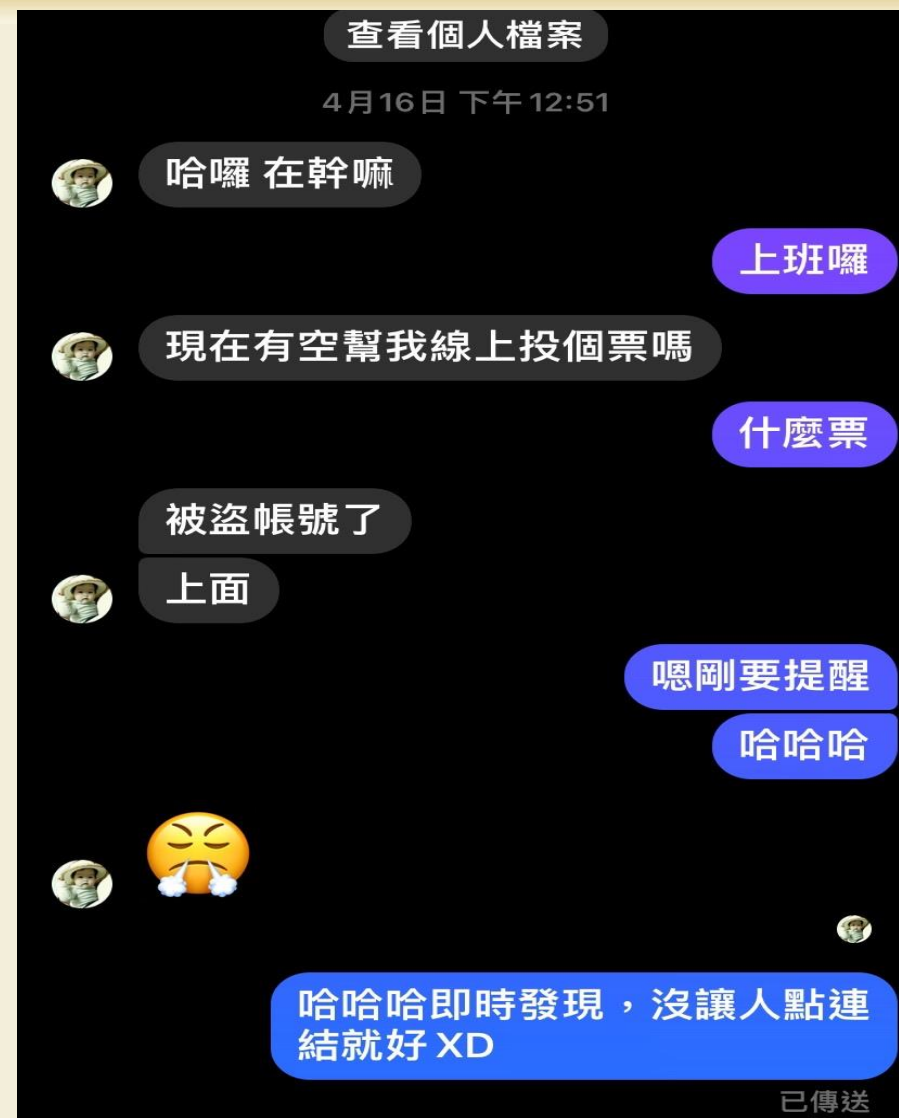 查看個人檔案
4月16日 下午12:51
哈囉 在幹嘛
上班囉
現在有空幫我線上投個票嗎
什麼票
被盜帳號了
上面
嗯剛要提醒
哈哈哈
哈哈哈即時發現，沒讓人點連
結就好XD
已傳送